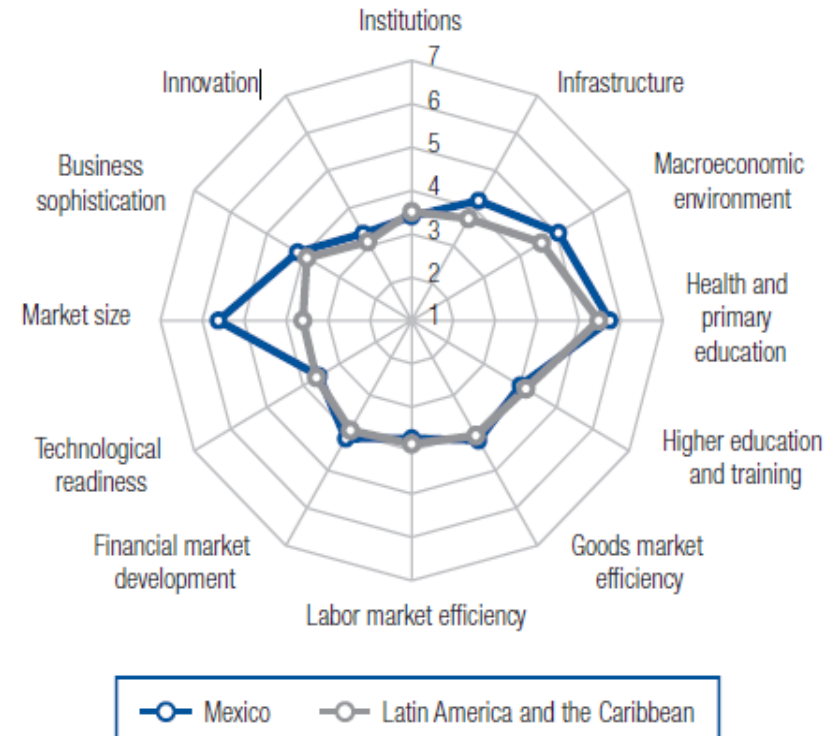 Institutions
Innovation
Infrastructure
7
6
5
4
3
2
1
Business
sophistication
Macroeconomic
environment
Market size
Health and
primary
education
Technological
readiness
Higher education
and training
Financial market
development
Goods market
efficiency
Labor market efficiency
Mexico
Latin America and the Caribbean